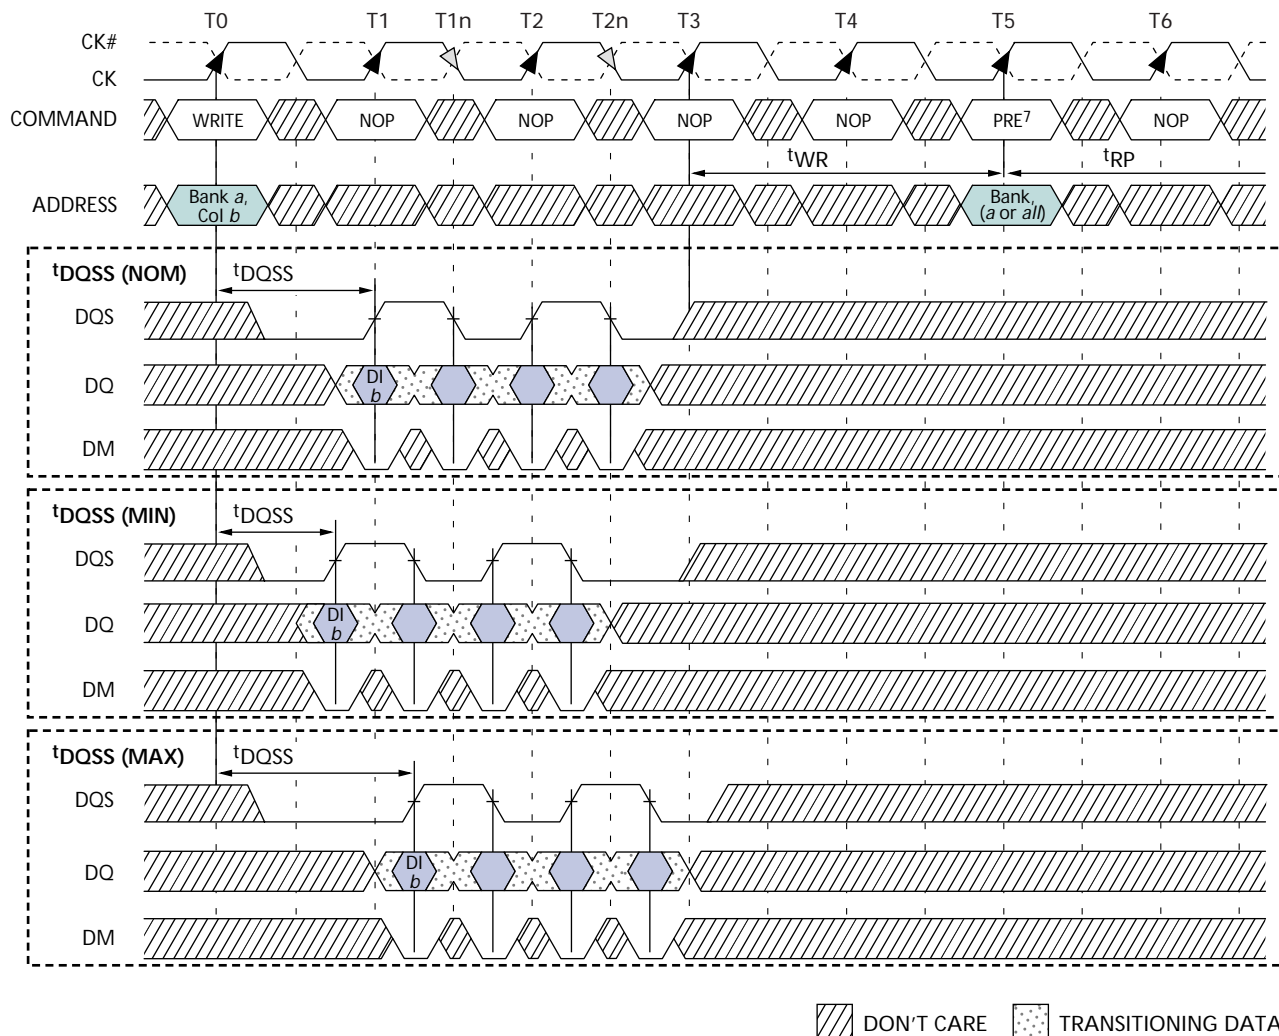 T0 T1 T1n T2 T2n T3 T4 T5 T6
CK#
CK
COMMAND WRITE NOP NOP NOP NOP PRE7 NOP
tWR tRP
ADDRESS Bank a, Col b Bank, (a or all)
tDQSS (NOM) tDQSS
DQS
DQ DI b
DM
tDQSS (MIN) tDQSS
DQS
DQ DI b
DM
tDQSS (MAX) tDQSS
DQS
DQ DI b
DM
DON'T CARE TRANSITIONING DATA